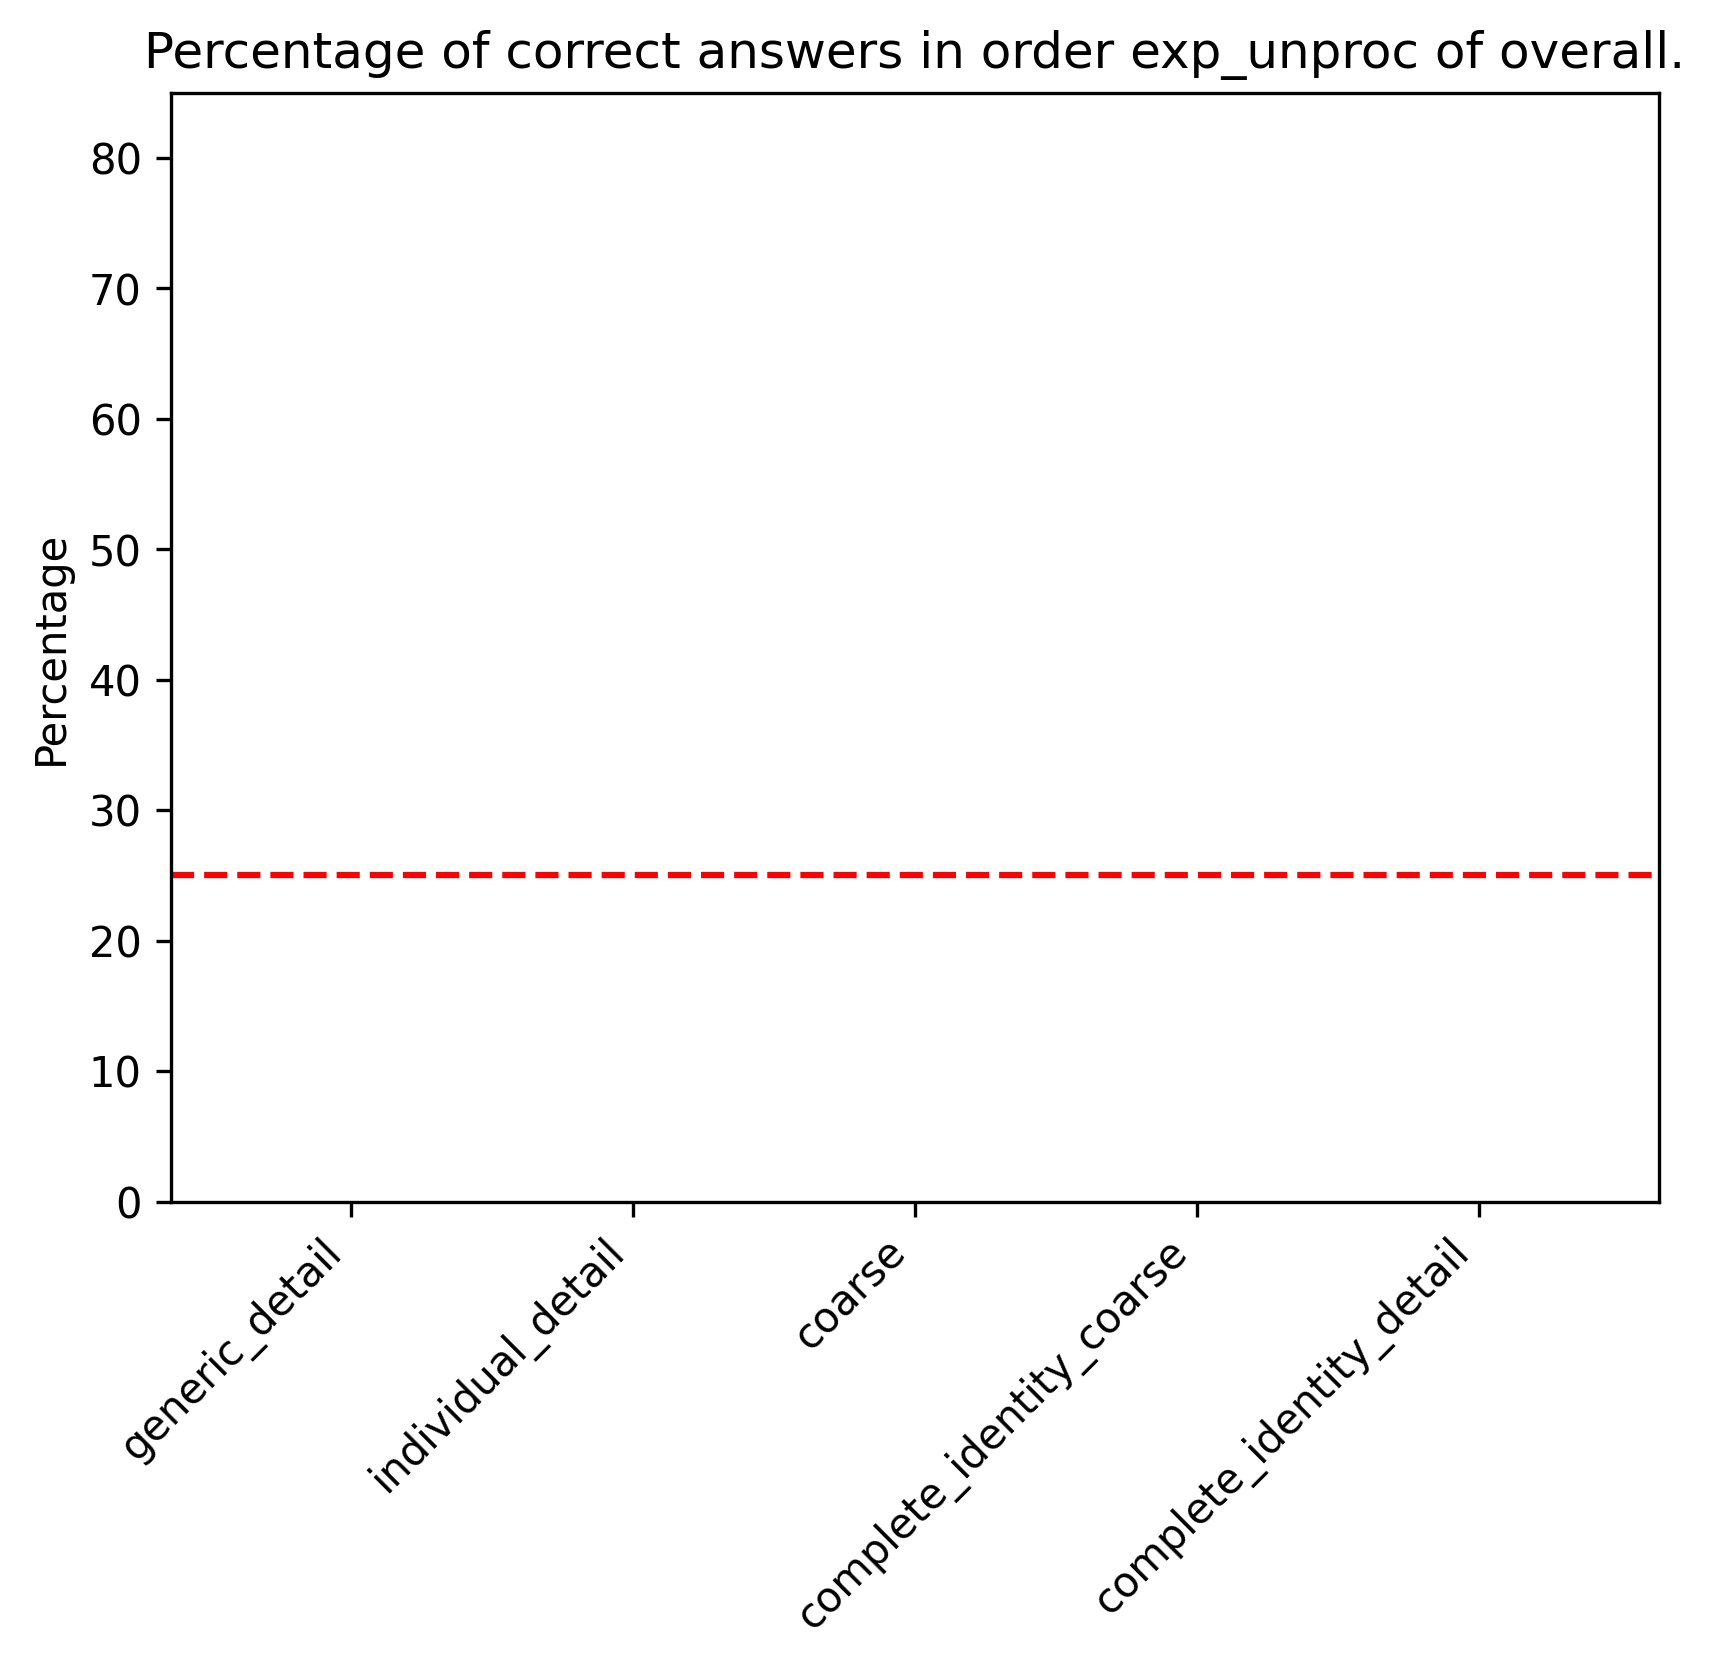 Percentage of correct answers in order exp_unproc of overall.
80
70
60
50
40
30
20
10
0
Percentage
generic_detail
individual_detail
coarse
complete_identity_coarse
complete_identity_detail